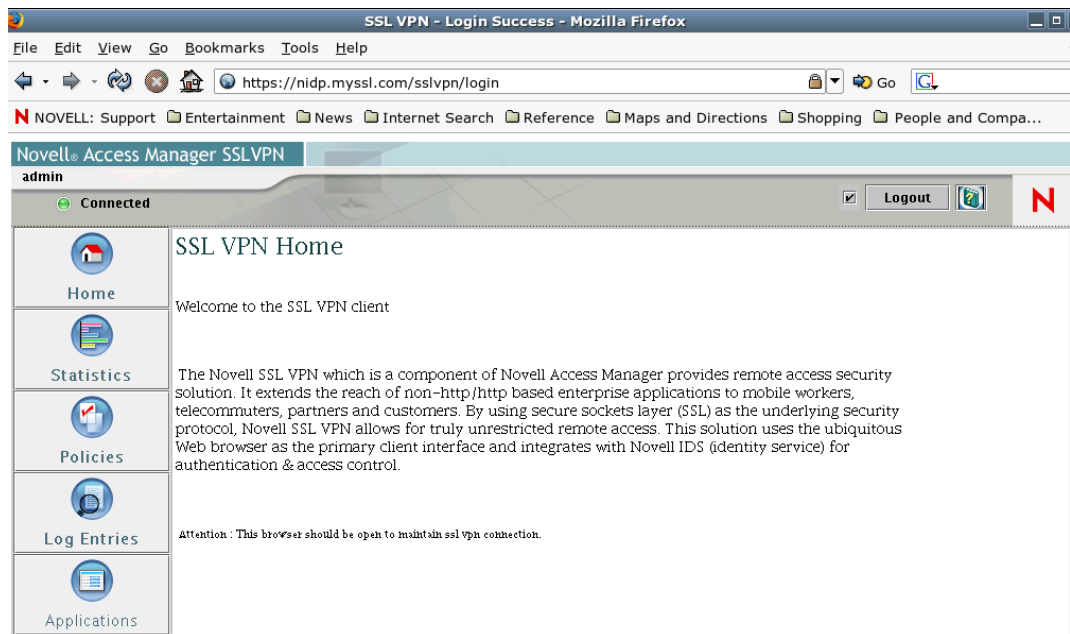 SSL VPN - Login Success - Mozilla Firefox
File Edit View Go Bookmarks Tools Help
https://nidp.myssl.com/sslvpn/login Go G
N NOVELL: Support Entertainment News Internet Search Reference Maps and Directions Shopping People and Compa...
Novell® Access Manager SSLVPN
admin
Connected Logout N
SSL VPN Home
Home
Welcome to the SSL VPN client
Statistics
The Novell SSL VPN which is a component of Novell Access Manager provides remote access security
solution. It extends the reach of non-http/http based enterprise applications to mobile workers,
telecommuters, partners and customers. By using secure sockets layer (SSL) as the underlying security
protocol, Novell SSL VPN allows for truly unrestricted remote access. This solution uses the ubiquitous
Web browser as the primary client interface and integrates with Novell IDS (identity service) for
authentication & access control.
Policies
Attention : This browser should be open to maintain ssl vpn connection.
Log Entries
Applications